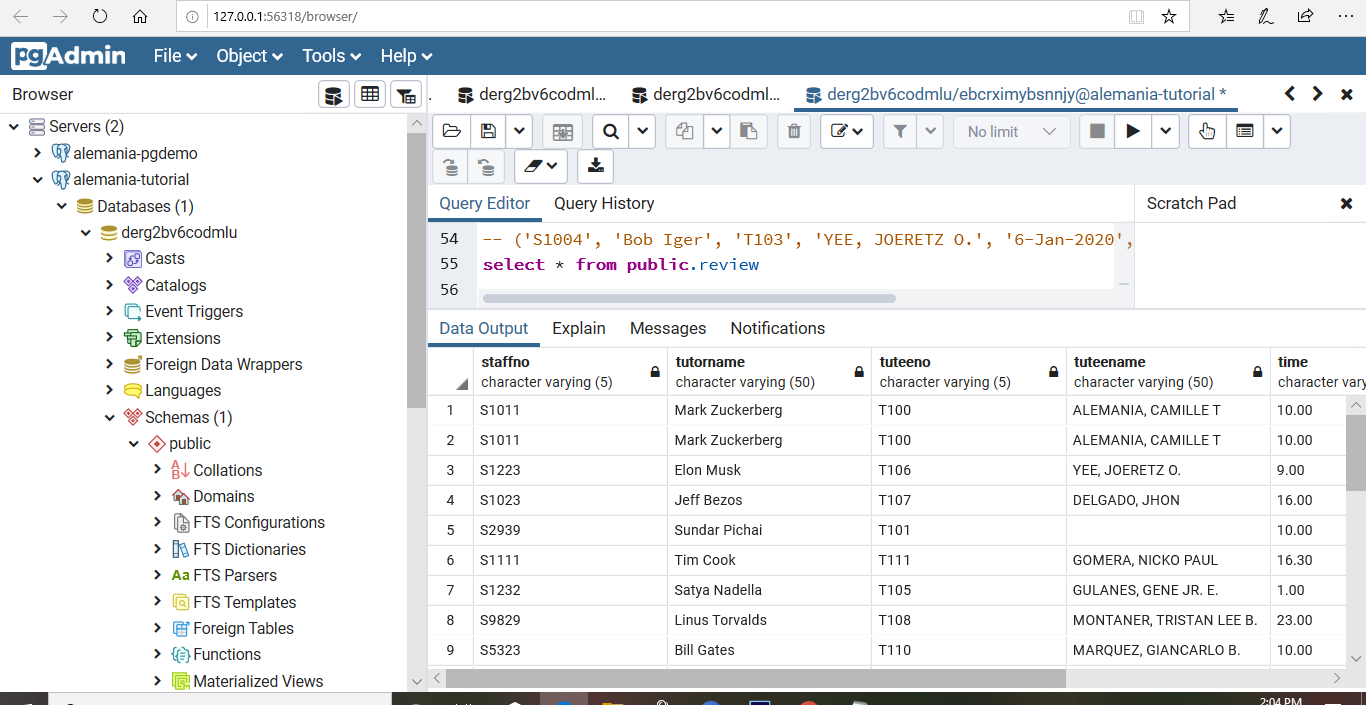 127.0.0.1:56318/browser/
pgAdmin File Object Tools Help
Browser
derg2bv6codml... derg2bv6codml... derg2bv6codmlu/ebcrximybsnnjy@alemania-tutorial *
Servers (2)
alemania-pgdemo
alemania-tutorial
Databases (1)
derg2bv6codmlu
Casts
Catalogs
Event Triggers
Extensions
Foreign Data Wrappers
Languages
Schemas (1)
public
Collations
Domains
FTS Configurations
FTS Dictionaries
Aa FTS Parsers
FTS Templates
Foreign Tables
Functions
Materialized Views
No limit
Query Editor Query History
Scratch Pad
54 -- ('S1004', 'Bob Iger', 'T103', 'YEE, JOERETZ O.', '6-Jan-2020',
55 select * from public.review
56
Data Output Explain Messages Notifications
staffno tutorname tuteeno tuteename time
character varying (5) character varying (50) character varying (5) character varying (50) character vary
1 S1011 Mark Zuckerberg T100 ALEMANIA, CAMILLE T 10.00
2 S1011 Mark Zuckerberg T100 ALEMANIA, CAMILLE T 10.00
3 S1223 Elon Musk T106 YEE, JOERETZ O. 9.00
4 S1023 Jeff Bezos T107 DELGADO, JHON 16.00
5 S2939 Sundar Pichai T101 10.00
6 S1111 Tim Cook T111 GOMERA, NICKO PAUL 16.30
7 S1232 Satya Nadella T105 GULANES, GENE JR. E. 1.00
8 S9829 Linus Torvalds T108 MONTANER, TRISTAN LEE B. 23.00
9 S5323 Bill Gates T110 MARQUEZ, GIANCARLO B. 10.00
2:04 PM